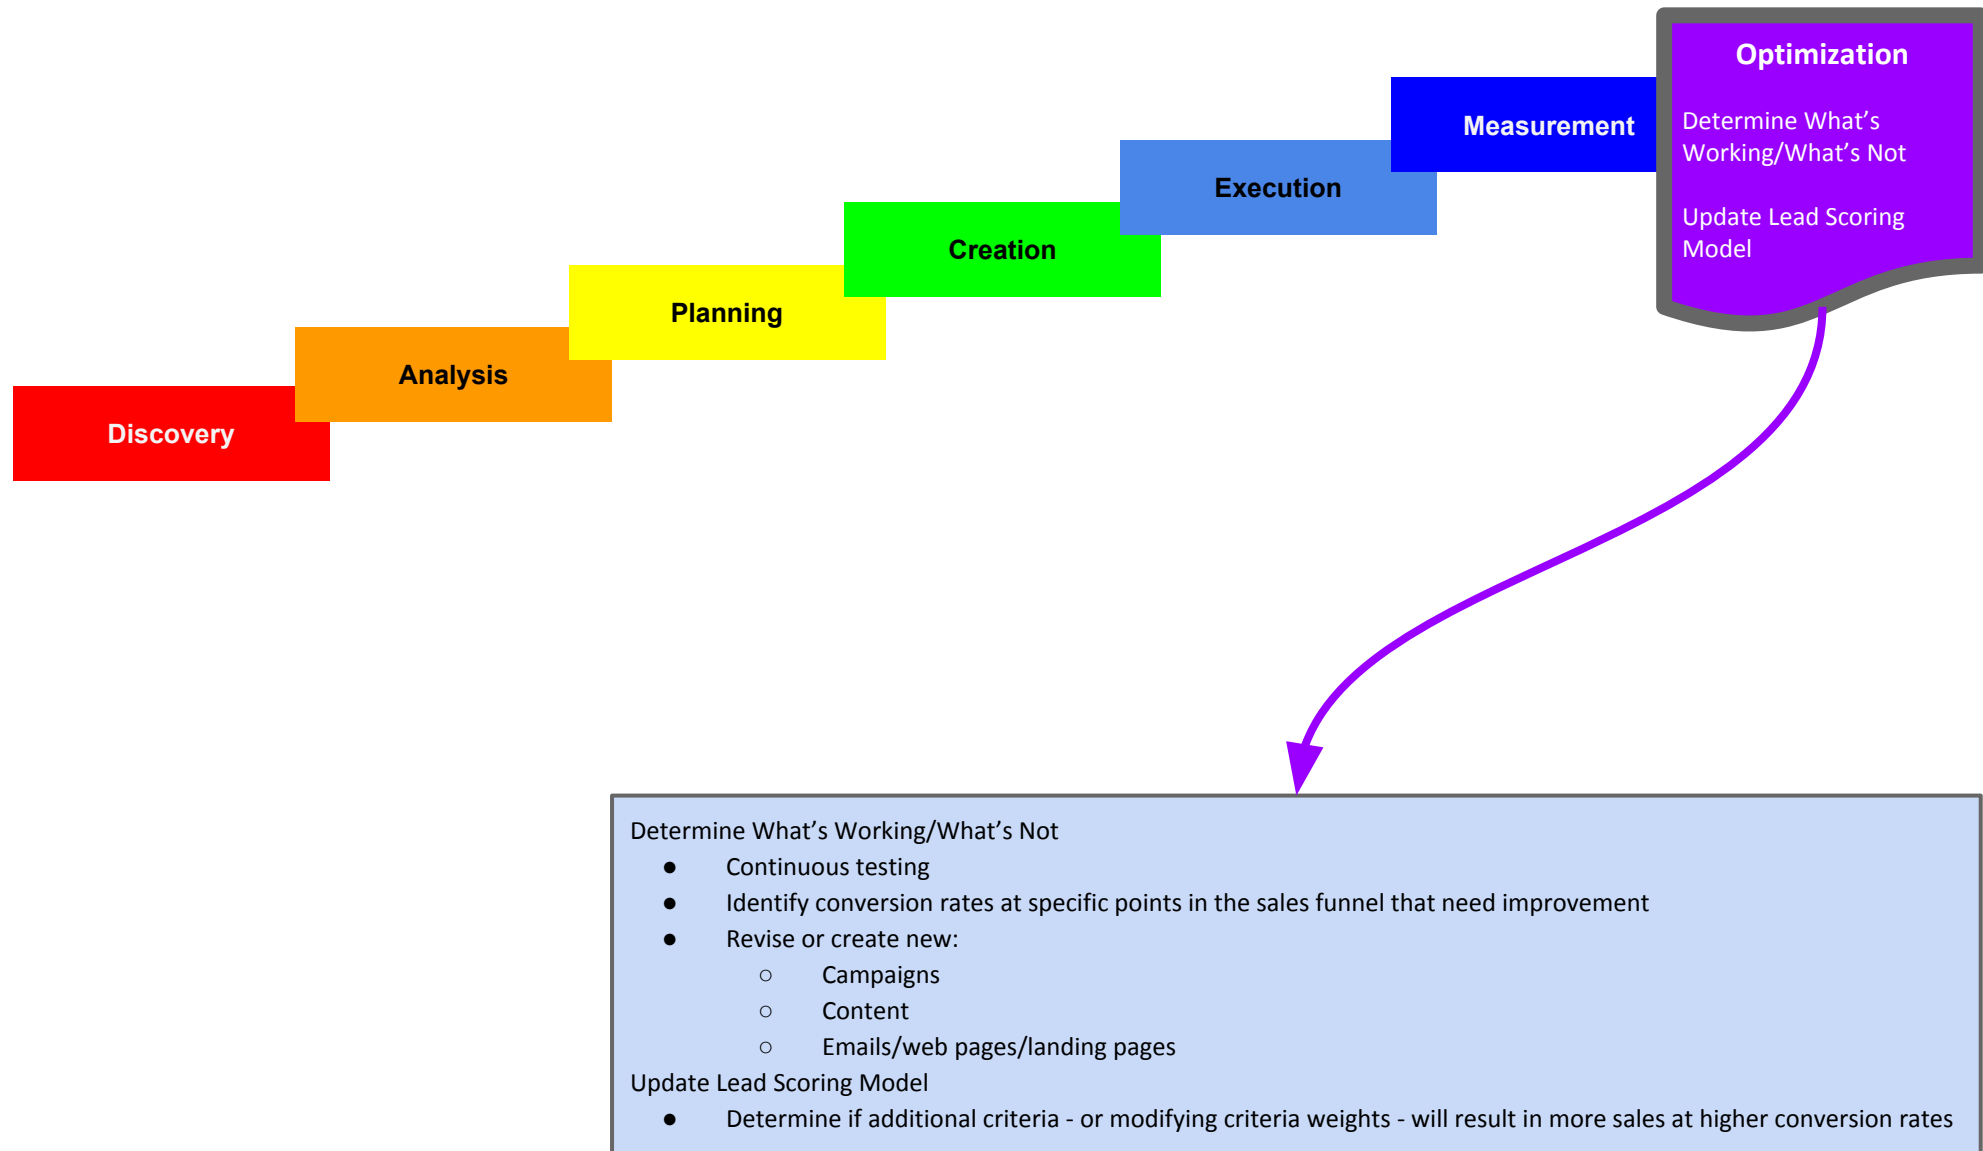 Optimization
Determine What's
Working/What's Not
Update Lead Scoring
Model
Measurement
Execution
Creation
Planning
Analysis
Discovery
Determine What's Working/What's Not
● Continuous testing
● Identify conversion rates at specific points in the sales funnel that need improvement
● Revise or create new:
○ Campaigns
○ Content
○ Emails/web pages/landing pages
Update Lead Scoring Model
● Determine if additional criteria - or modifying criteria weights - will result in more sales at higher conversion rates